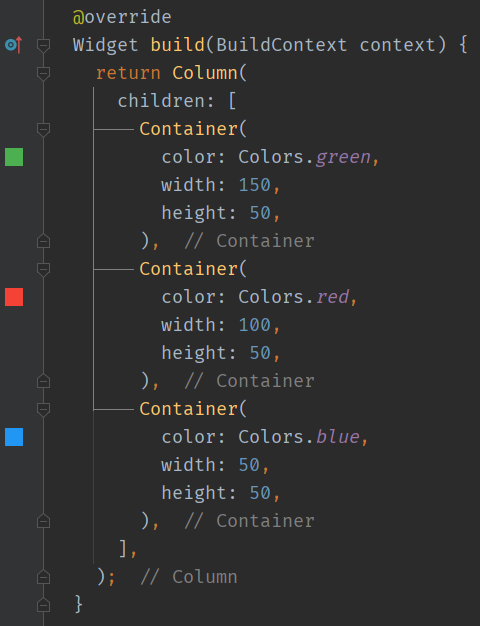 @override
Widget build(BuildContext context) {
  return Column(
    children: [
      Container(
        color: Colors.green,
        width: 150,
        height: 50,
      ),  // Container
      Container(
        color: Colors.red,
        width: 100,
        height: 50,
      ),  // Container
      Container(
        color: Colors.blue,
        width: 50,
        height: 50,
      ),  // Container
    ],
  );  // Column
}